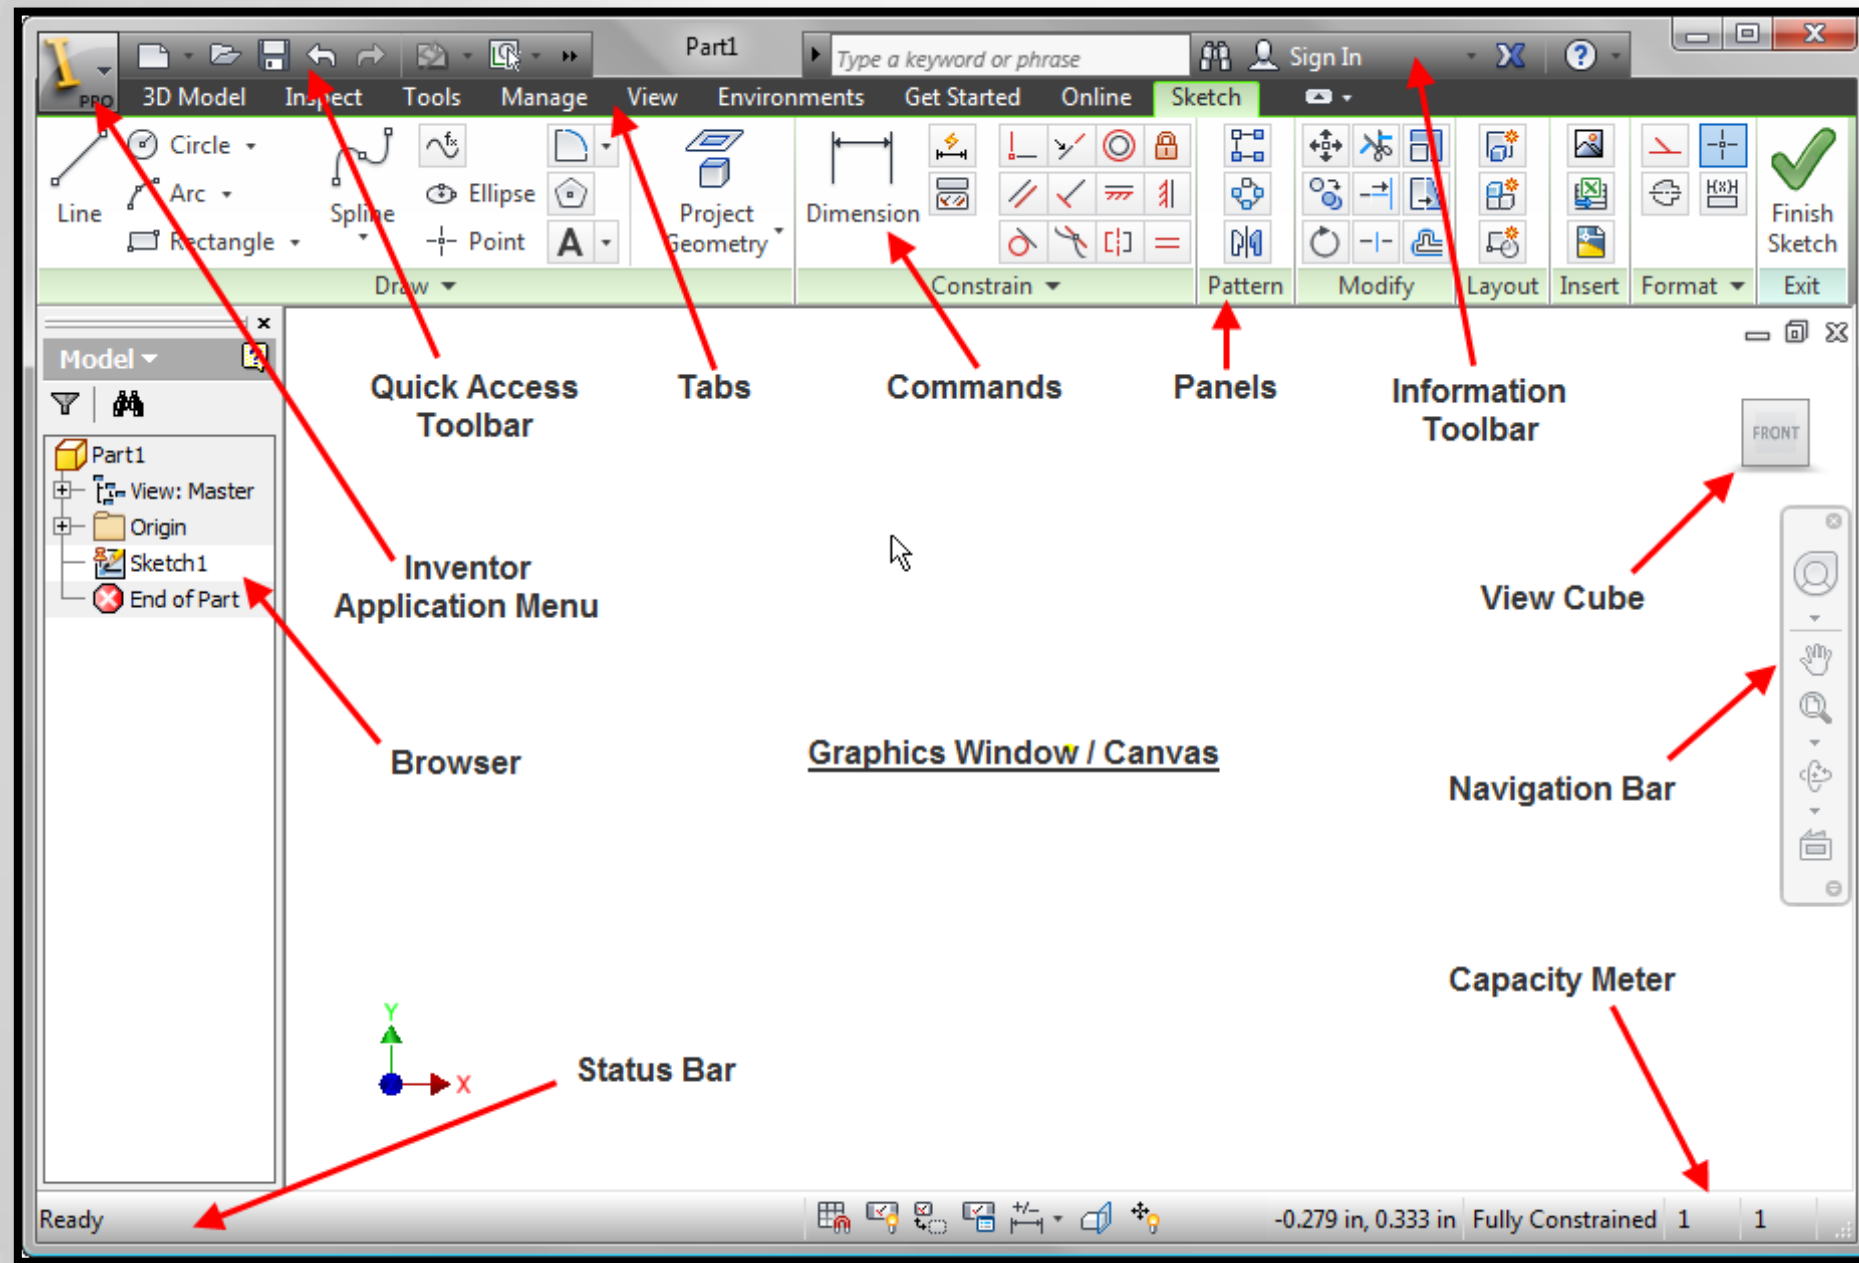 Part1
Type a keyword or phrase
Sign In
PRO
3D Model Inspect Tools Manage View Environments Get Started Online Sketch
Line
Circle
Arc
Rectangle
Spline
Ellipse
Point
A
Project
Geometry
Dimension
Finish
Sketch
Draw Constrain Pattern Modify Layout Insert Format Exit
Model
Part1
View: Master
Origin
Sketch1
End of Part
Quick Access
Toolbar
Tabs
Commands
Panels
Information
Toolbar
FRONT
Inventor
Application Menu
View Cube
Browser
Graphics Window / Canvas
Navigation Bar
Capacity Meter
Y
X
Status Bar
Ready
-0.279 in, 0.333 in Fully Constrained 1 1